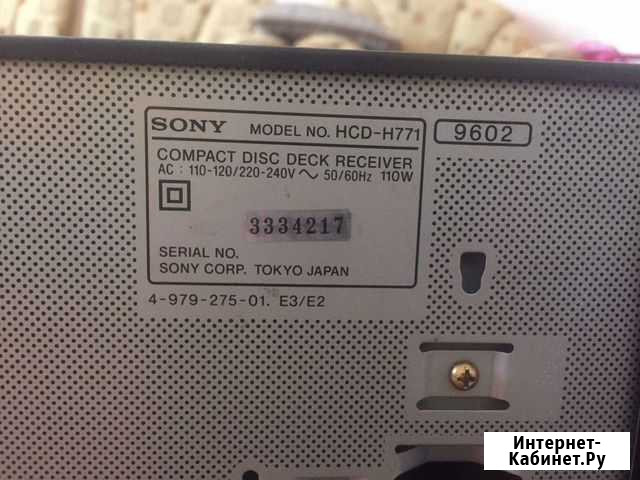 SONY MODEL NO. HCD-H771 9602
COMPACT DISC DECK RECEIVER
AC : 110-120/220-240V ~ 50/60Hz 110W
3334217
SERIAL NO.
SONY CORP. TOKYO JAPAN
4-979-275-01. E3/E2
Интернет-
Кабинет.Ру